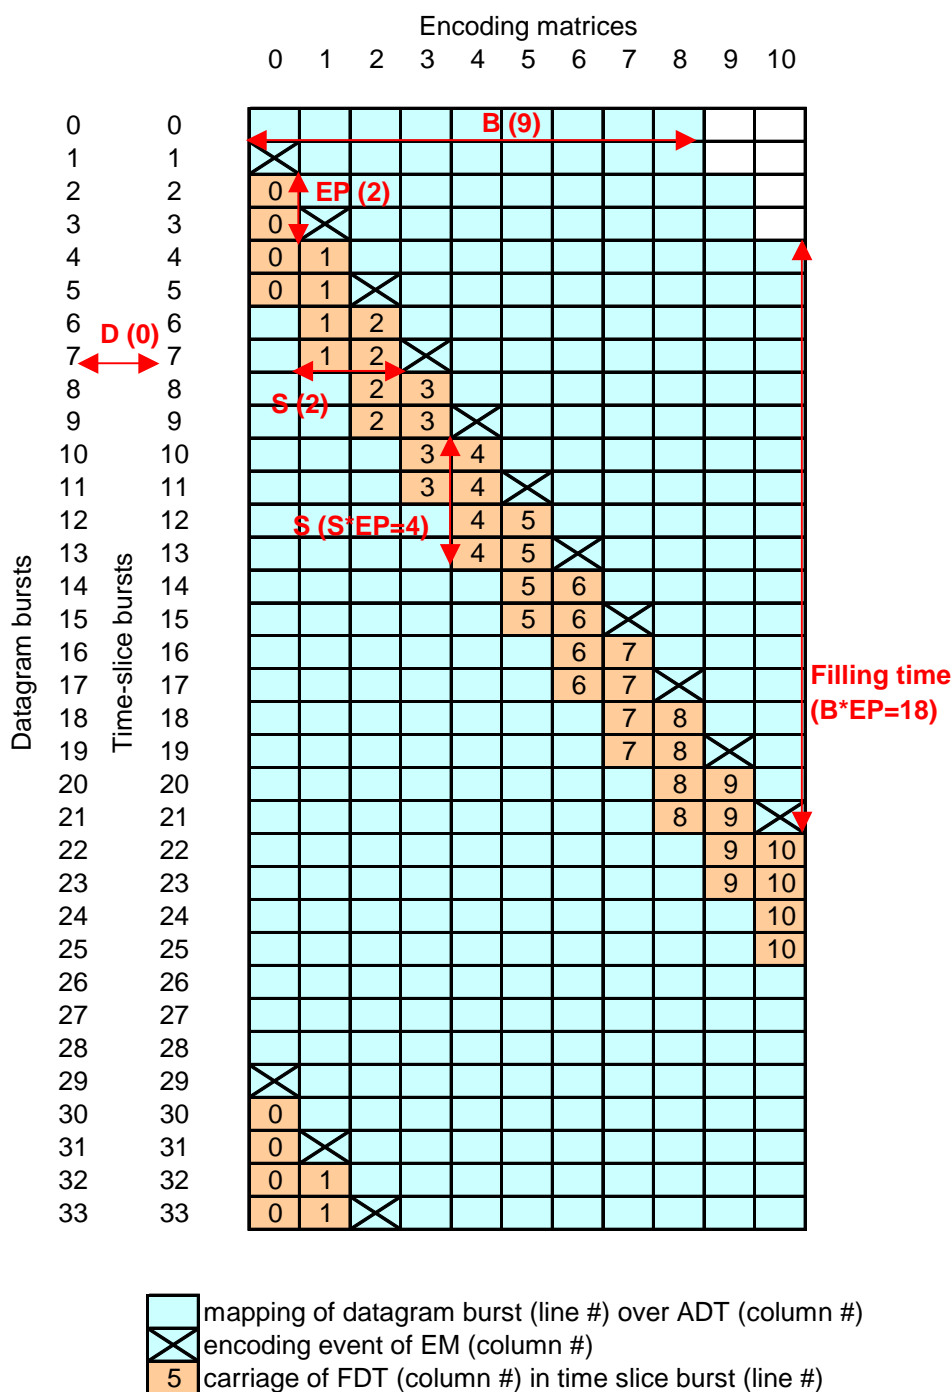 Encoding matrices
0 1 2 3 4 5 6 7 8 9 10
0 0 B (9)
1 1
2 2 0 EP (2)
3 3 0
4 4 0 1
5 5 0 1
6 6 1 2
D (0)
7 7 1 2
8 8 2 3
S (2)
9 9 2 3
10 10 3 4
11 11 3 4
12 12 4 5
S (S*EP=4)
13 13 4 5
14 14 5 6
15 15 5 6
16 16 6 7
17 17 6 7
Filling time
(B*EP=18)
18 18 7 8
19 19 7 8
20 20 8 9
21 21 8 9
22 22 9 10
23 23 9 10
24 24 10
25 25 10
26 26
27 27
28 28
29 29
30 30 0
31 31 0
32 32 0 1
33 33 0 1
Datagram bursts
Time-slice bursts
mapping of datagram burst (line #) over ADT (column #)
encoding event of EM (column #)
5 carriage of FDT (column #) in time slice burst (line #)